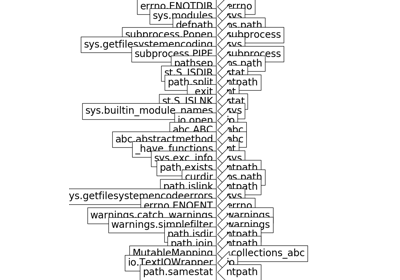 errno.ENOTDIR errno
sys.modules sys
defpath os.path
subprocess.Popen subprocess
sys.getfilesystemencoding sys
subprocess.PIPE subprocess
pathsep os.path
st.S_ISDIR stat
path.split ntpath
exit nt
st.S_ISLNK stat
sys.builtin_module_names sys
io.open io
abc.ABC abc
abc.abstractmethod abc
_have_functions nt
sys.exc_info sys
path.exists ntpath
curdir os.path
path.islink ntpath
sys.getfilesystemencodeerrors sys
errno.ENOENT errno
warnings.catch_warnings warnings
warnings.simplefilter warnings
path.isdir ntpath
path.join ntpath
MutableMapping _collections_abc
io.TextIOWrapper io
path.samestat ntpath